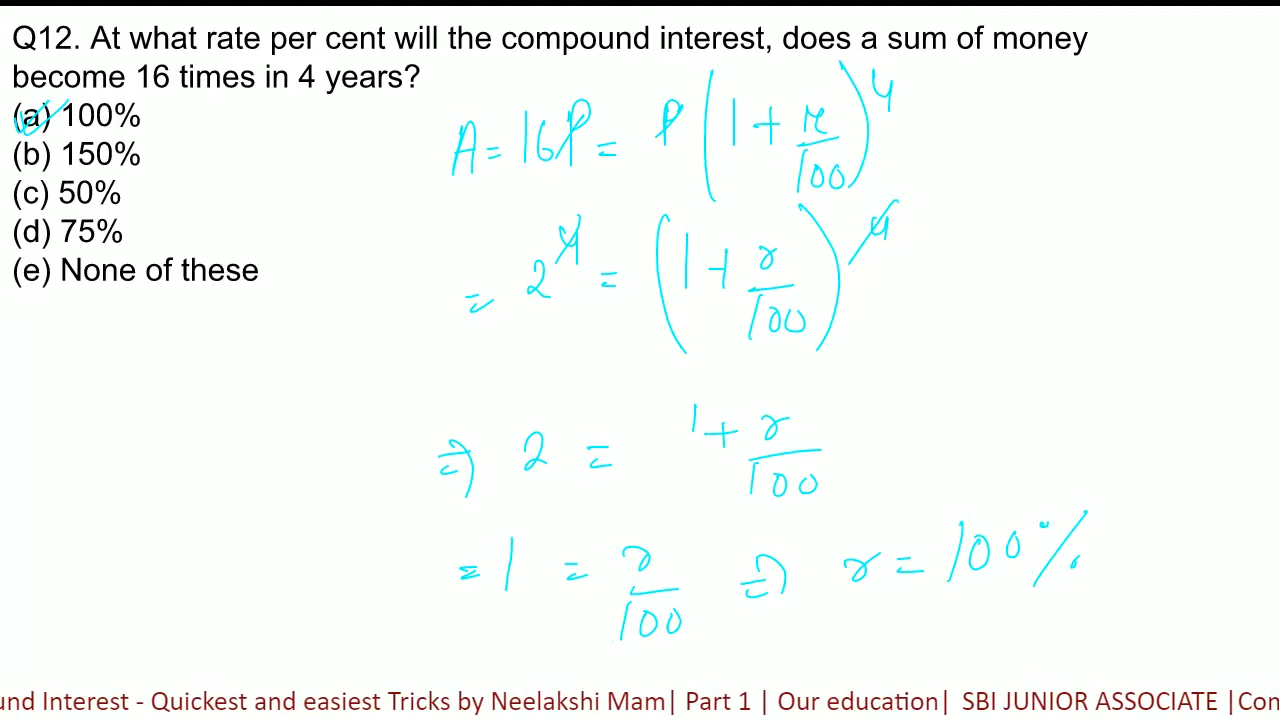 Q12. At what rate per cent will the compound interest, does a sum of money
become 16 times in 4 years?
(a) 100%
(b) 150%
(c) 50%
(d) 75%
(e) None of these
A = 16P = P (1 + r/100)^4
= 2^4 = (1 + r/100)^4
⇒ 2 = 1 + r/100
= 1 = r/100 ⇒ r = 100%
und Interest - Quickest and easiest Tricks by Neelakshi Mam| Part 1 | Our education| SBI JUNIOR ASSOCIATE |Con